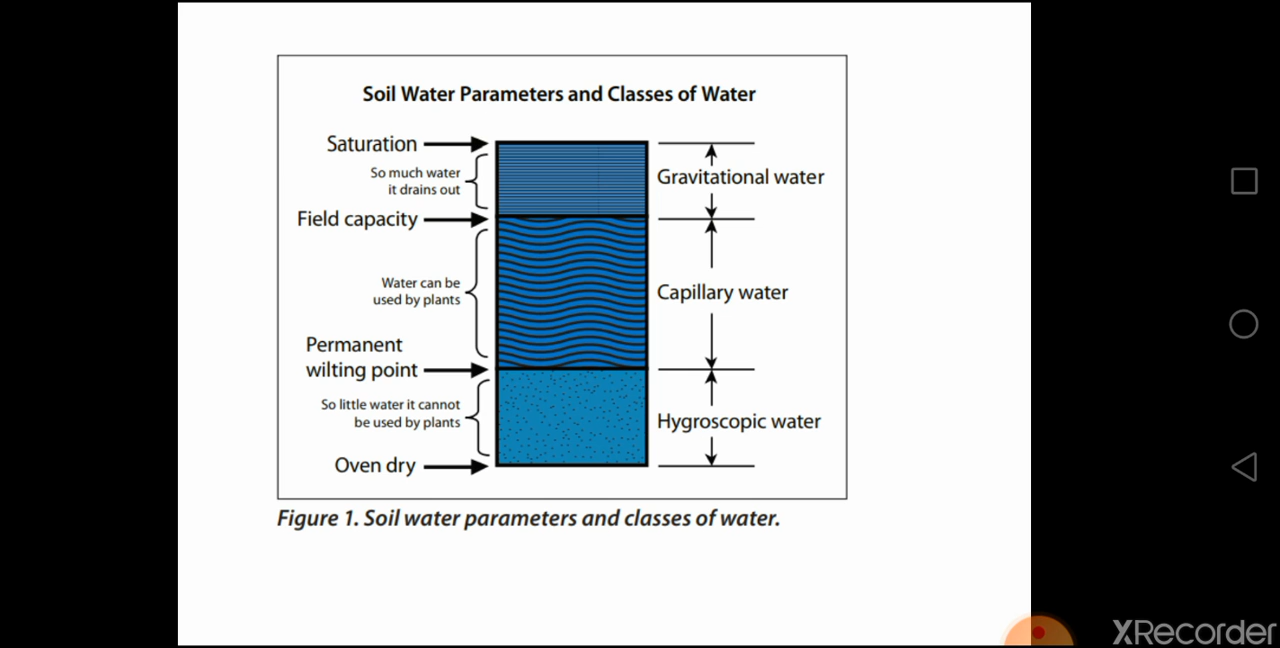 Soil Water Parameters and Classes of Water
Saturation
So much water
it drains out
Gravitational water
Field capacity
Water can be
used by plants
Capillary water
Permanent
wilting point
So little water it cannot
be used by plants
Hygroscopic water
Oven dry
Figure 1. Soil water parameters and classes of water.
XRecorder